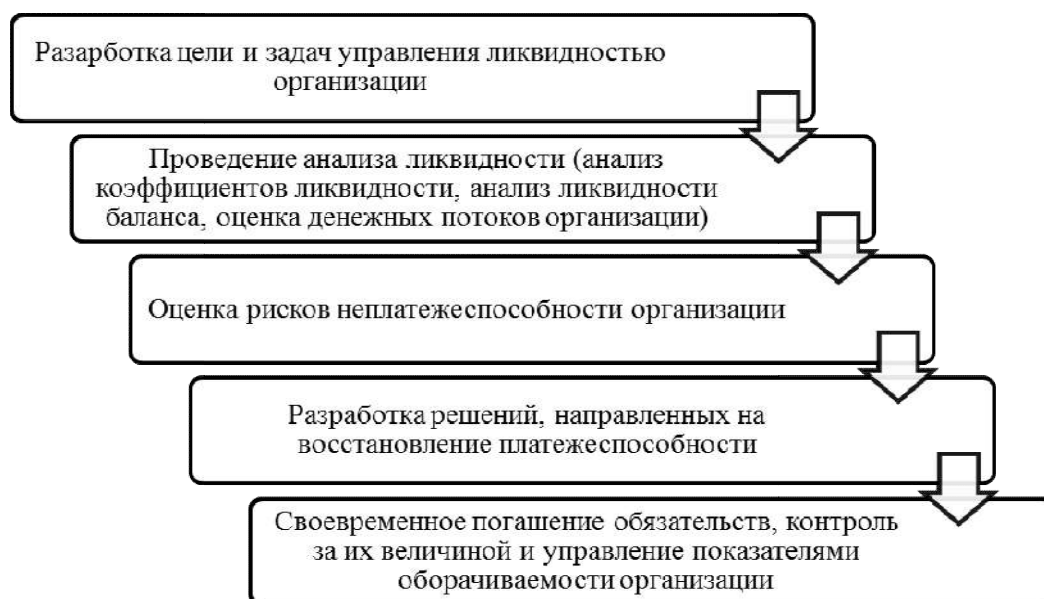 Разарботка цели и задач управления ликвидностью
организации
Проведение анализа ликвидности (анализ
коэффициентов ликвидности, анализ ликвидности
баланса, оценка денежных потоков организации)
Оценка рисков неплатежеспособности организации
Разработка решений, направленных на
восстановление платежеспособности
Своевременное погашение обязательств, контроль
за их величиной и управление показателями
оборачиваемости организации